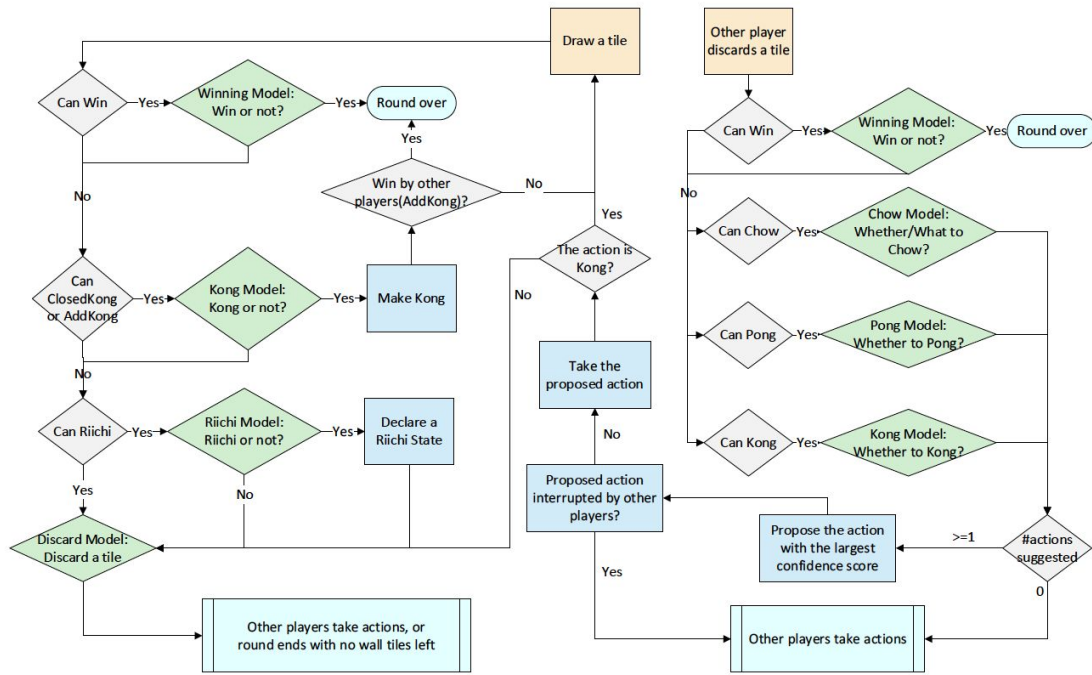 Draw a tile
Other player
discards a tile
Can Win
Yes
Winning Model:
Win or not?
Yes
Round over
Can Win
Yes
Winning Model:
Win or not?
Yes
Round over
Yes
No
Win by other
players(AddKong)?
No
No
Yes
Can Chow
Yes
Chow Model:
Whether/What to
Chow?
The action is
Kong?
Can
ClosedKong
or AddKong
Yes
Kong Model:
Kong or not?
Yes
Make Kong
No
Can Pong
Yes
Pong Model:
Whether to Pong?
No
Take the
proposed action
Can Riichi
Yes
Riichi Model:
Riichi or not?
Yes
Declare a
Riichi State
No
Can Kong
Yes
Kong Model:
Whether to Kong?
Yes
No
Proposed action
interrupted by other
players?
Discard Model:
Discard a tile
Propose the action
with the largest
confidence score
>=1
#actions
suggested
Yes
0
Other players take actions, or
round ends with no wall tiles left
Other players take actions